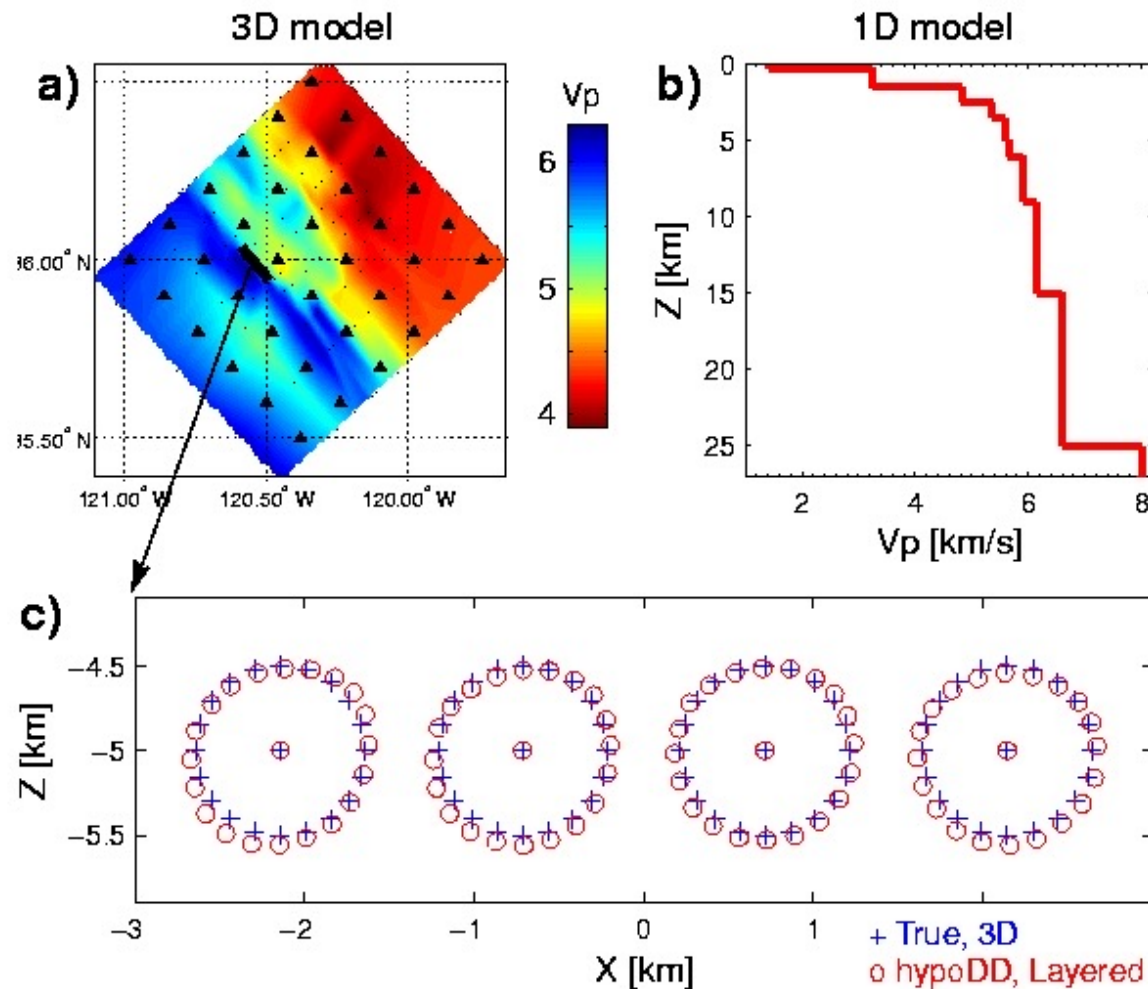 3D model
1D model
a)
Vp
6
5
4
36.00° N
35.50° N
121.00° W
120.50° W
120.00° W
b)
0
5
10
15
20
25
Z [km]
2
4
6
8
Vp [km/s]
c)
−4.5
−5
−5.5
Z [km]
−3
−2
−1
0
1
X [km]
+ True, 3D
o hypoDD, Layered